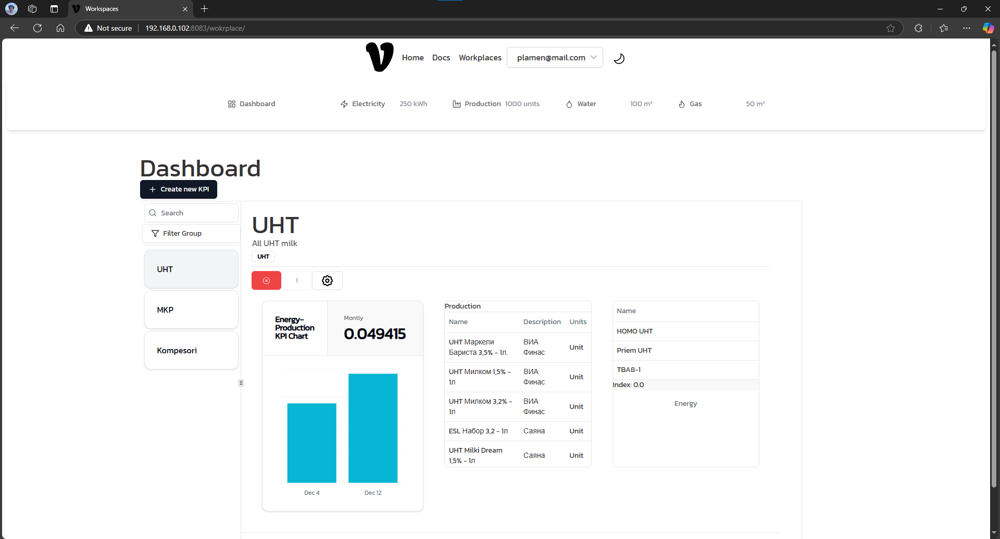 Workspaces
Not secure
192.168.0.102:8083/wokrplace/
Home
Docs
Workplaces
plamen@mail.com
Dashboard
Electricity
250 kWh
Production
1000 units
Water
100 m³
Gas
50 m³
Dashboard
Create new KPI
Search
Filter Group
UHT
MKP
Kompesori
UHT
All UHT milk
UHT
i
Energy-
Production
KPI Chart
Montly
0.049415
Dec 4
Dec 12
Production
Name
Description
Units
UHT Маркели
Бариста 3,5% - 1л.
ВИА
Финас
Unit
UHT Милком 1,5% -
1л
ВИА
Финас
Unit
UHT Милком 3,2% -
1л
ВИА
Финас
Unit
ESL Набор 3,2 - 1л
Саяна
Unit
UHT Milki Dream
1,5% - 1л
Саяна
Unit
Name
HOMO UHT
Priem UHT
TBA8-1
Index: 0.0
Energy